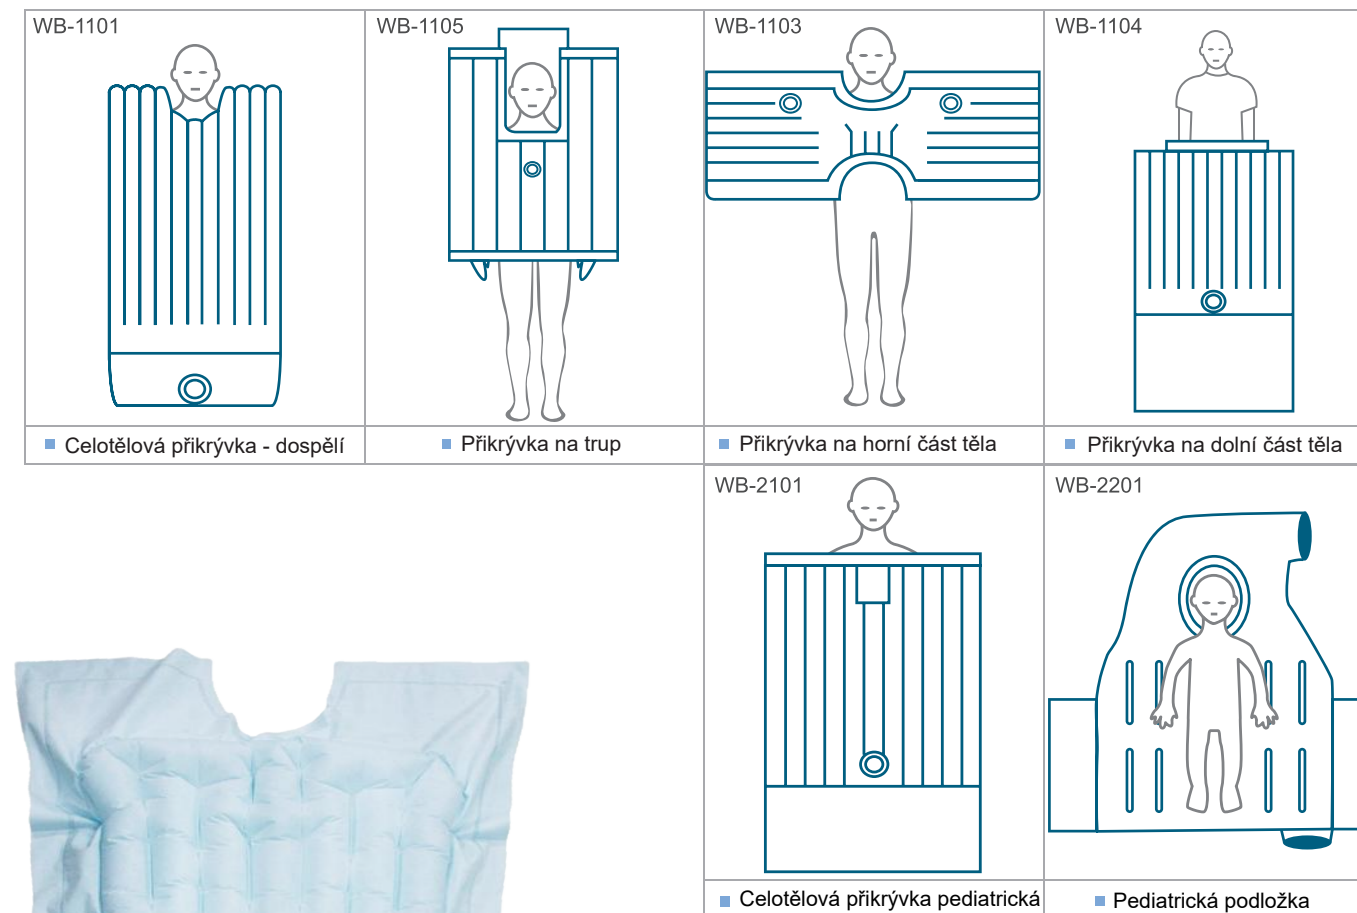 WB-1101
WB-1105
WB-1103
WB-1104
Celotělová přikrývka - dospělí
Přikrývka na trup
Přikrývka na horní část těla
Přikrývka na dolní část těla
WB-2101
WB-2201
Celotělová přikrývka pediatrická
Pediatrická podložka